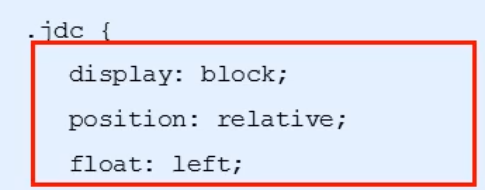 .jdc {
display: block;
position: relative;
float: left;